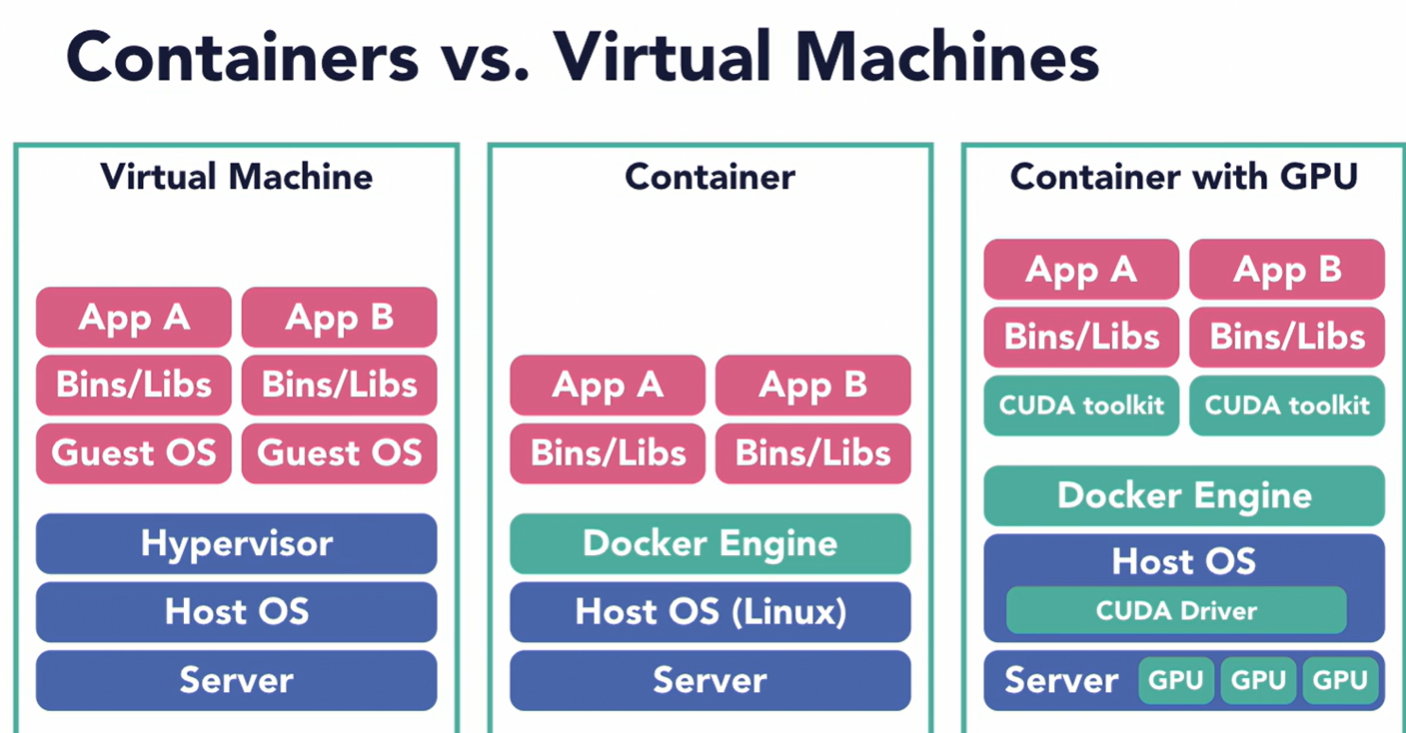 Containers vs. Virtual Machines
Virtual Machine
App A App B
Bins/Libs Bins/Libs
Guest OS Guest OS
Hypervisor
Host OS
Server
Container
App A App B
Bins/Libs Bins/Libs
Docker Engine
Host OS (Linux)
Server
Container with GPU
App A App B
Bins/Libs Bins/Libs
CUDA toolkit CUDA toolkit
Docker Engine
Host OS
CUDA Driver
Server GPU GPU GPU